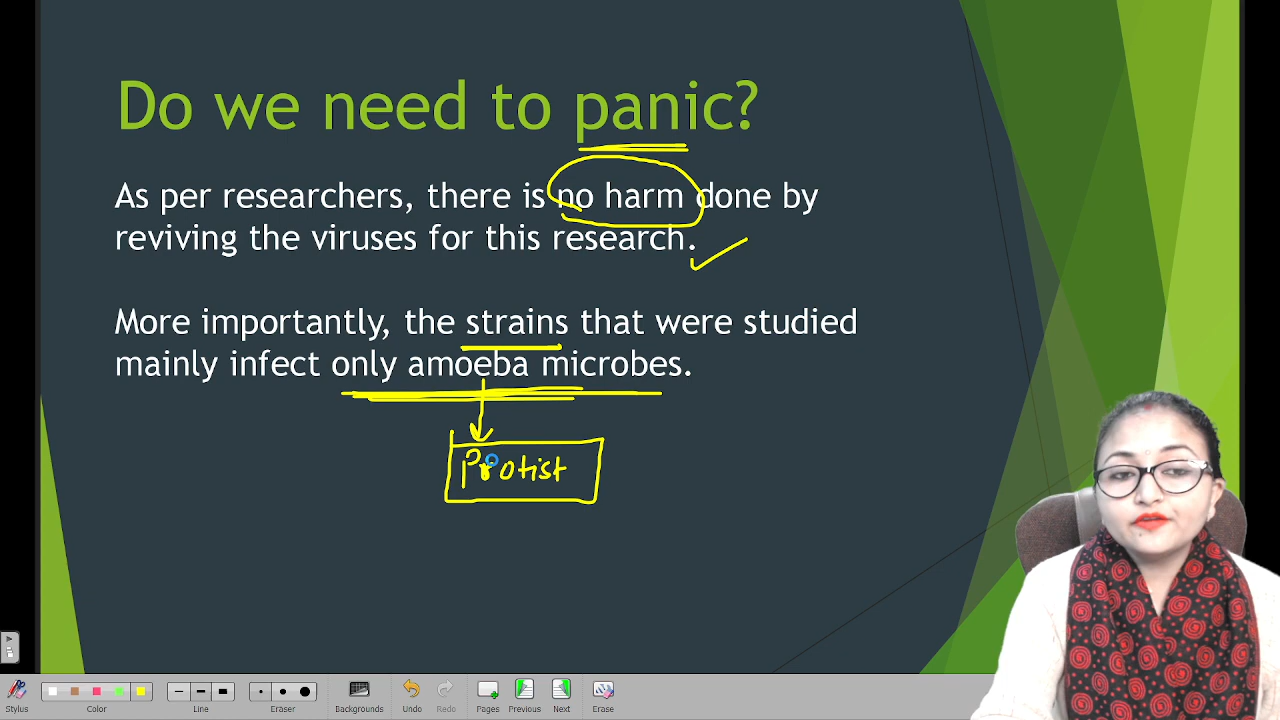 Do we need to panic?
As per researchers, there is no harm done by
reviving the viruses for this research.
More importantly, the strains that were studied
mainly infect only amoeba microbes.
Protist
Stylus
Color
Line
Eraser
Backgrounds
Undo
Redo
Pages
Previous
Next
Erase